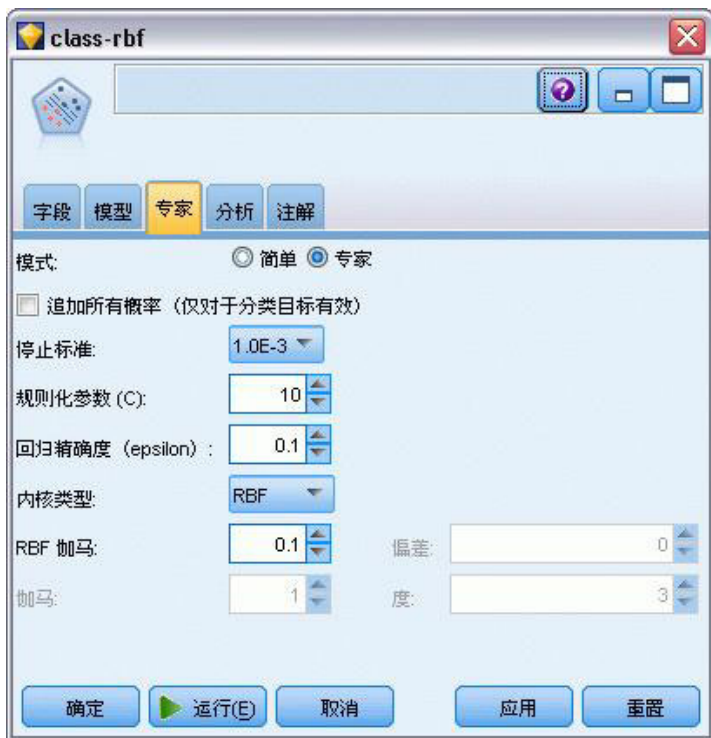 class-rbf
字段 模型 专家 分析 注解
模式: 简单 专家
追加所有概率（仅对于分类目标有效）
停止标准: 1.0E-3
规则化参数 (C): 10
回归精确度（epsilon）: 0.1
内核类型: RBF
RBF 伽马: 0.1 偏差: 0
伽马: 1 度: 3
确定 运行(E) 取消 应用 重置